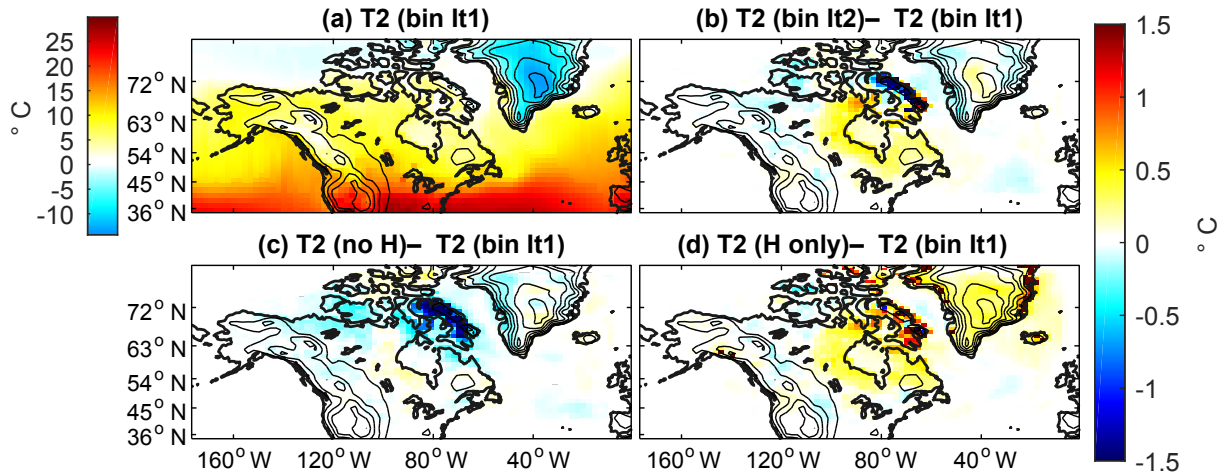 (a) T2 (bin It1)
(b) T2 (bin It2)– T2 (bin It1)
25
20
15
10
5
0
-5
-10
° C
72° N
63° N
54° N
45° N
36° N
1.5
1
0.5
0
-0.5
-1
-1.5
° C
(c) T2 (no H)– T2 (bin It1)
(d) T2 (H only)– T2 (bin It1)
72° N
63° N
54° N
45° N
36° N
160° W
120° W
80° W
40° W
160° W
120° W
80° W
40° W